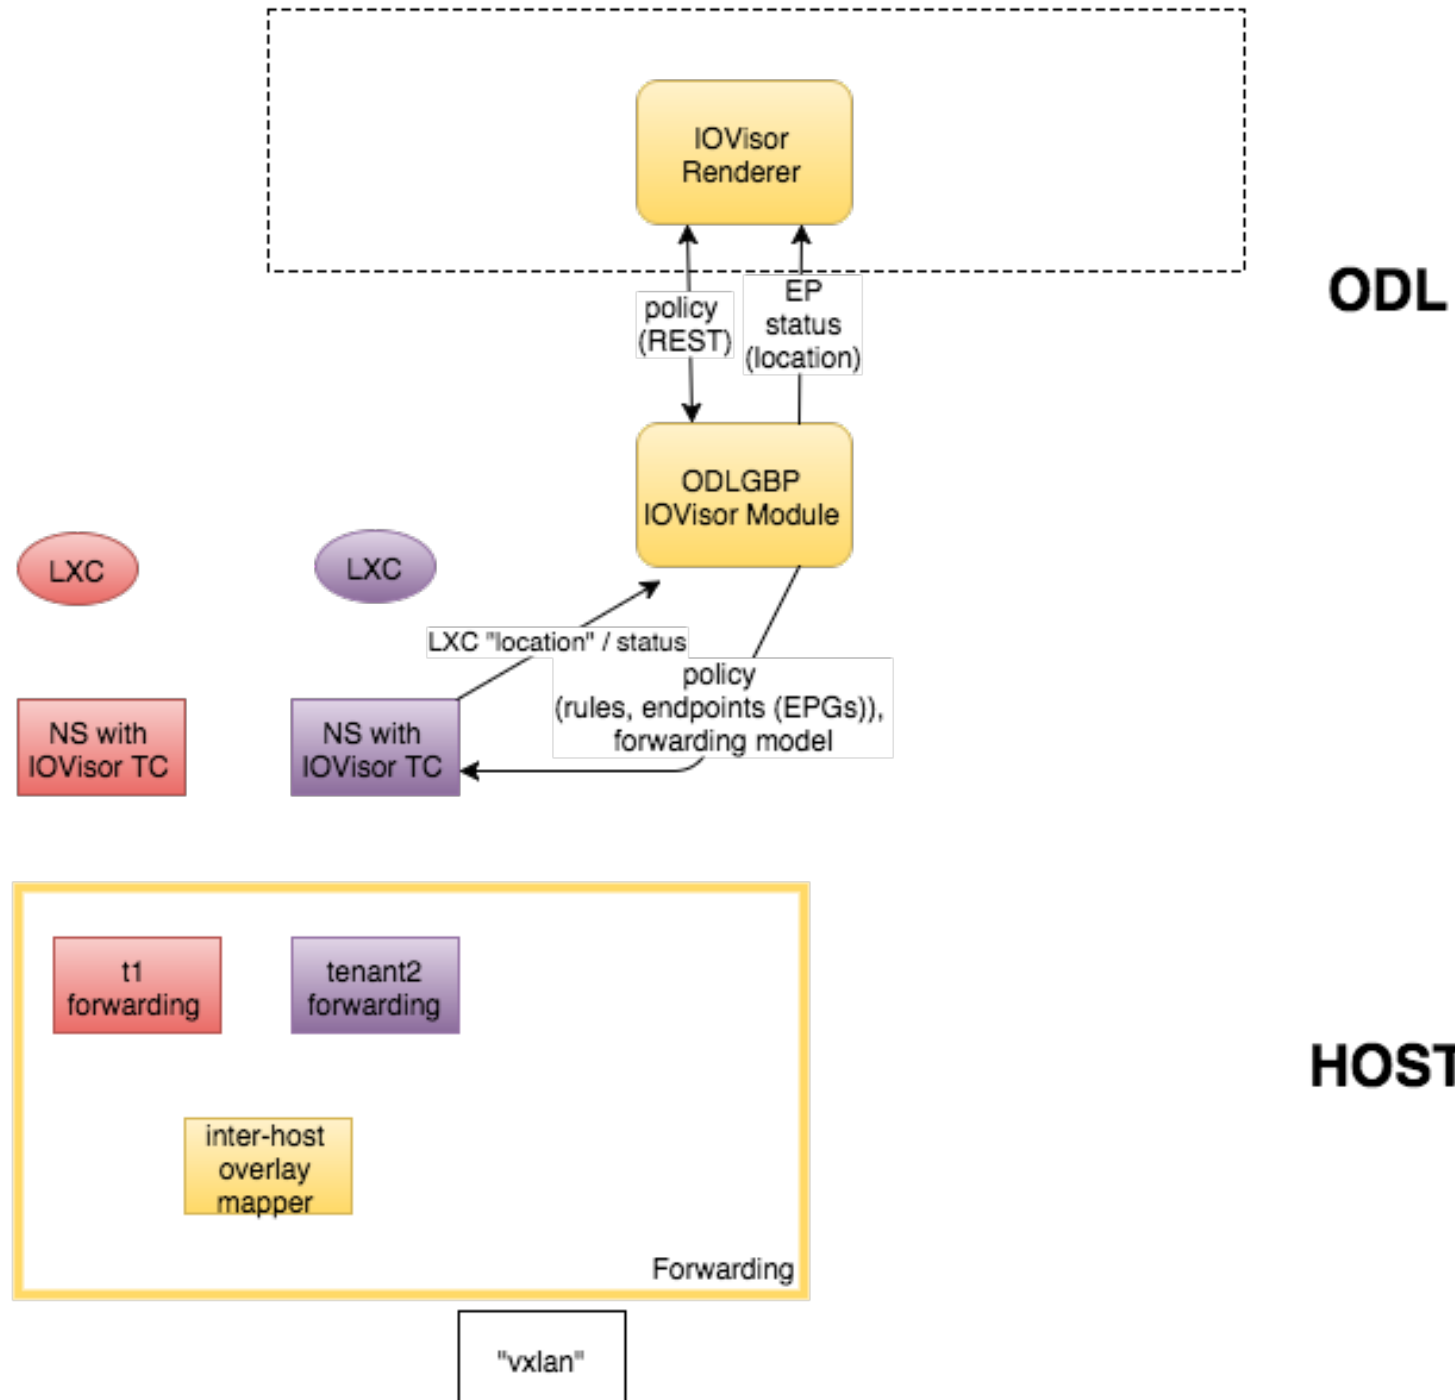 IOVisor
Renderer
ODL
policy
(REST)
EP
status
(location)
ODLGBP
IOVisor Module
LXC
LXC
LXC "location" / status
policy
(rules, endpoints (EPGs)),
forwarding model
NS with
IOVisor TC
NS with
IOVisor TC
t1
forwarding
tenant2
forwarding
HOST
inter-host
overlay
mapper
Forwarding
"vxlan"